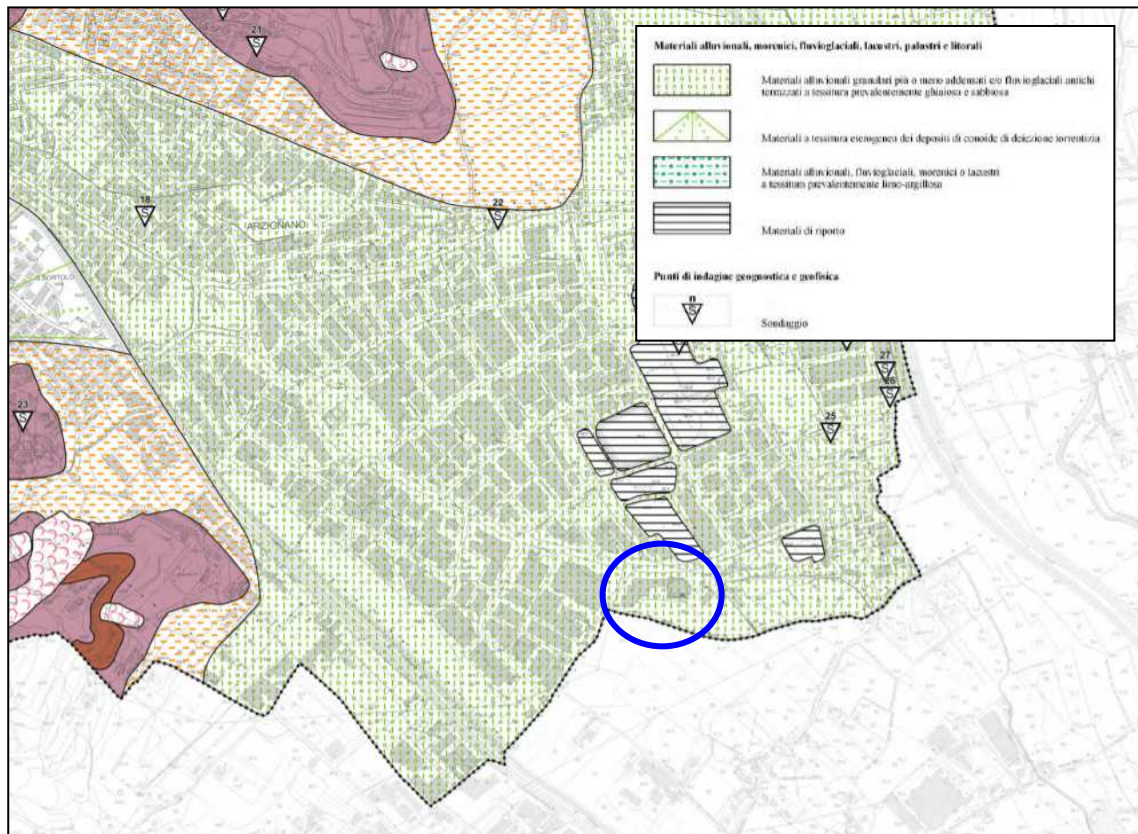 21
S
Materiali alluvionali, morenici, fluvioglaciali, lacustri, palustri e litorali
Materiali alluvionali granulari più o meno addensati e/o fluvioglaciali antichi
terrazzati a tessitura prevalentemente ghiaiosa e sabbiosa
Materiali a tessitura eterogenea dei depositi di conoide di deiezione torrentizia
Materiali alluvionali, fluvioglaciali, morenici o lacustri
a tessitura prevalentemente limo-argillosa
Materiali di riporto
Punti di indagine geognostica e geofisica
n
S
Sondaggio
18
S
22
S
ARZIGNANO
27
S
26
S
25
S
23
S